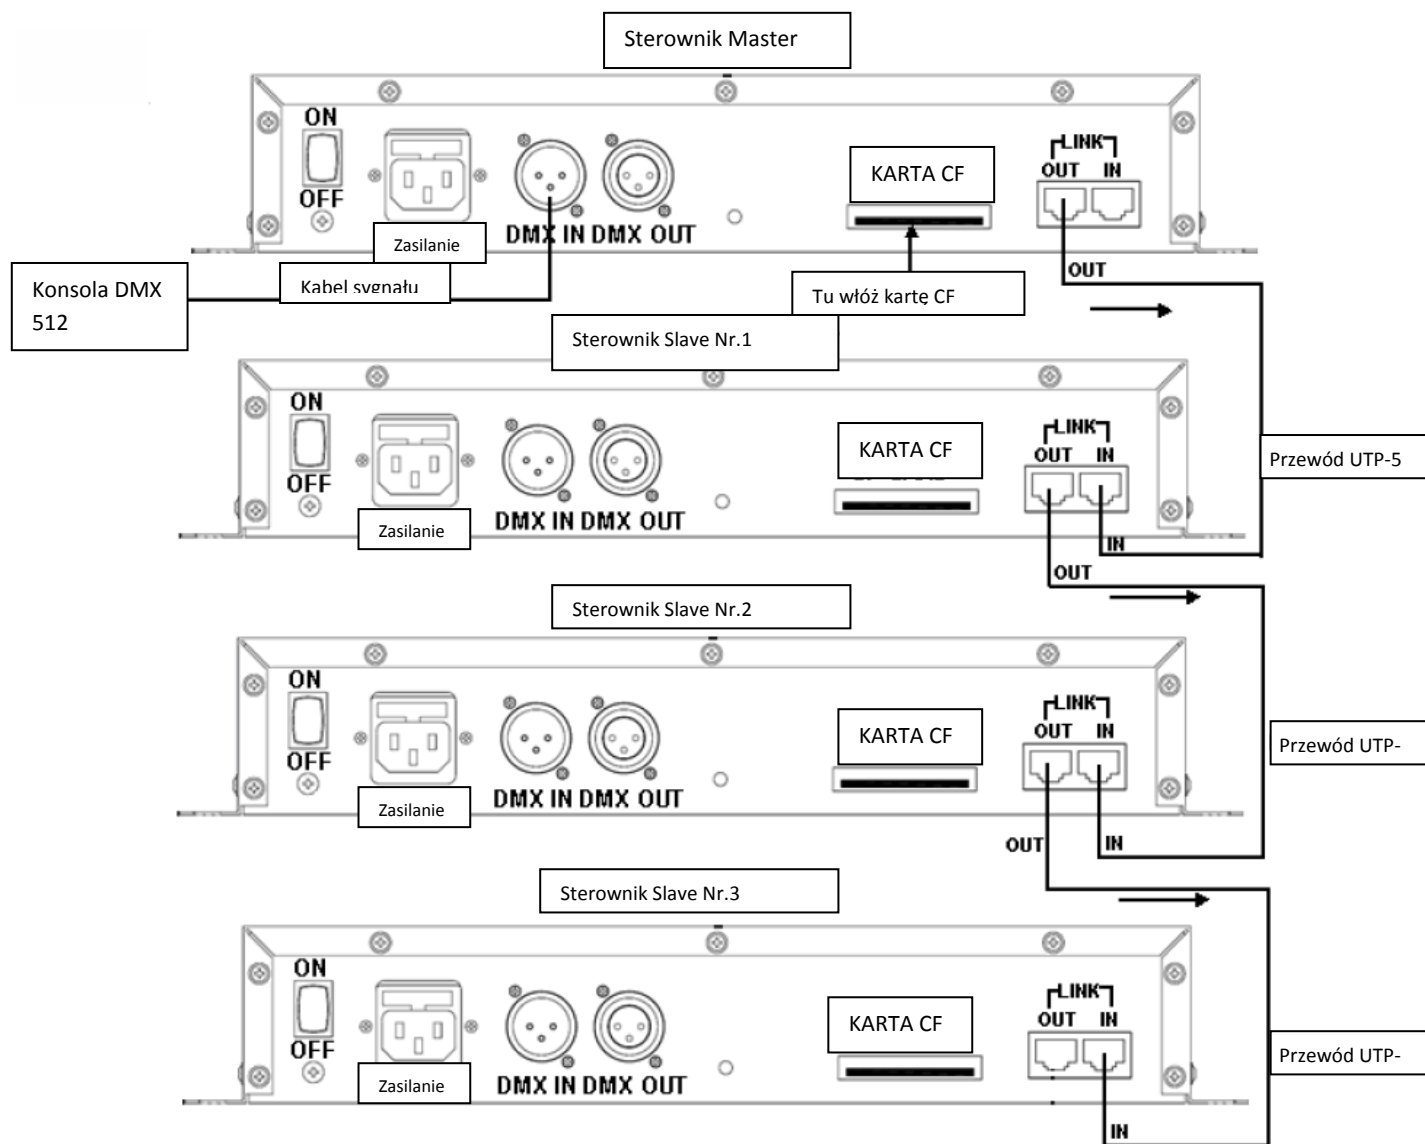 Sterownik Master
ON
OFF
Zasilanie
DMX IN DMX OUT
KARTA CF
LINK
OUT IN
OUT
Konsola DMX
512
Kabel sygnału
Tu włóż kartę CF
Sterownik Slave Nr.1
ON
OFF
Zasilanie
DMX IN DMX OUT
KARTA CF
LINK
OUT IN
Przewód UTP-5
IN
OUT
Sterownik Slave Nr.2
ON
OFF
Zasilanie
DMX IN DMX OUT
KARTA CF
LINK
OUT IN
Przewód UTP-
OUT
IN
Sterownik Slave Nr.3
ON
OFF
Zasilanie
DMX IN DMX OUT
KARTA CF
LINK
OUT IN
Przewód UTP-
IN